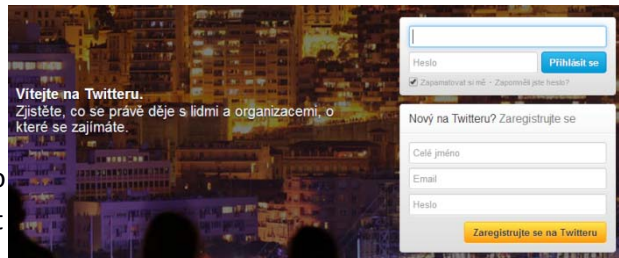 Vítejte na Twitteru.
Zjistěte, co se právě děje s lidmi a organizacemi, o
které se zajímáte.
Heslo
Přihlásit se
Zapamatovat si mě · Zapomněli jste heslo?
Nový na Twitteru? Zaregistrujte se
Celé jméno
Email
Heslo
Zaregistrujte se na Twitteru
o
t